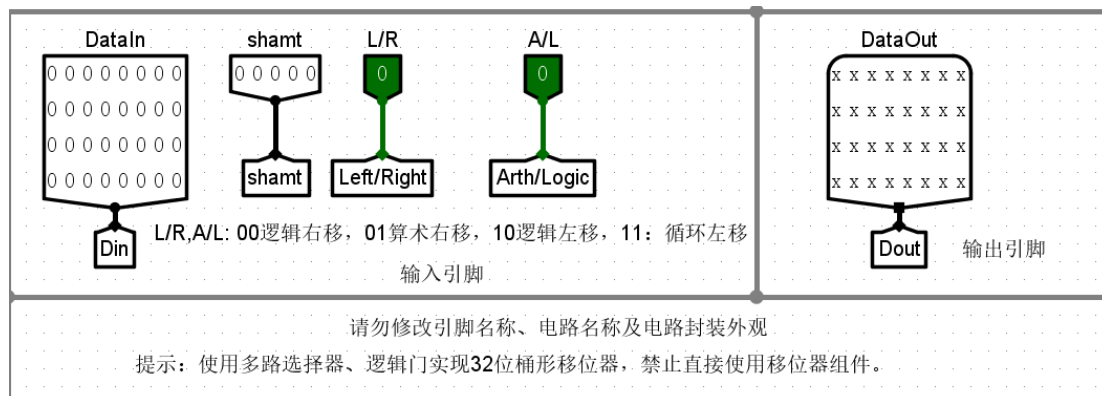 DataIn shamt L/R A/L DataOut
0 0 0 0 0 0 0 0 0 0 0 0 0 0 0 x x x x x x x x
0 0 0 0 0 0 0 0 x x x x x x x x
0 0 0 0 0 0 0 0 x x x x x x x x
0 0 0 0 0 0 0 0 x x x x x x x x
shamt Left/Right Arth/Logic
Din L/R,A/L: 00逻辑右移，01算术右移，10逻辑左移，11：循环左移 Dout 输出引脚
输入引脚
请勿修改引脚名称、电路名称及电路封装外观
提示：使用多路选择器、逻辑门实现32位桶形移位器，禁止直接使用移位器组件。